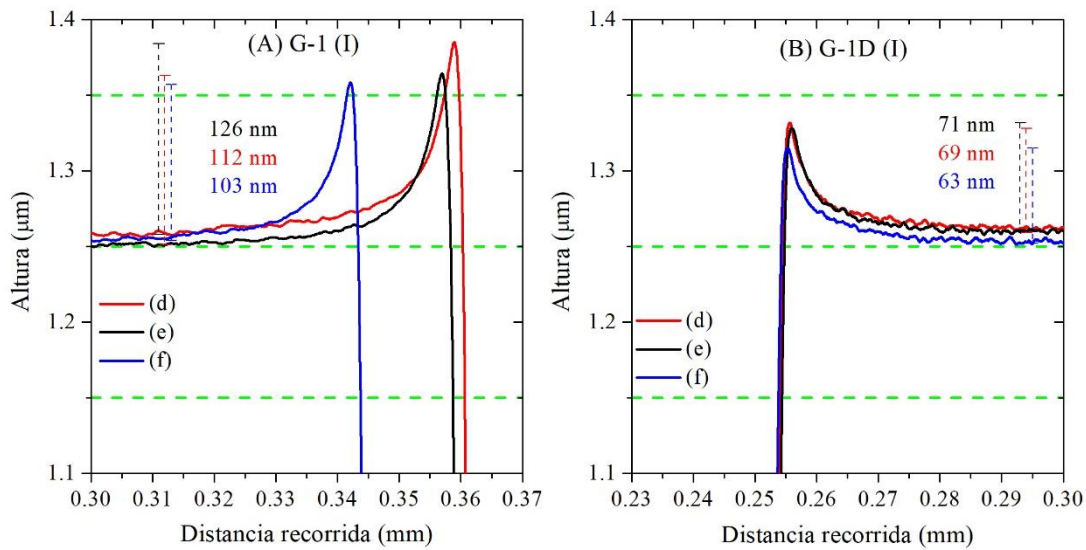 (A) G-1 (I)
126 nm
112 nm
103 nm
(d)
(e)
(f)
Altura (μm)
1.4
1.3
1.2
1.1
0.30 0.31 0.32 0.33 0.34 0.35 0.36 0.37
Distancia recorrida (mm)
(B) G-1D (I)
71 nm
69 nm
63 nm
(d)
(e)
(f)
Altura (μm)
1.4
1.3
1.2
1.1
0.23 0.24 0.25 0.26 0.27 0.28 0.29 0.30
Distancia recorrida (mm)